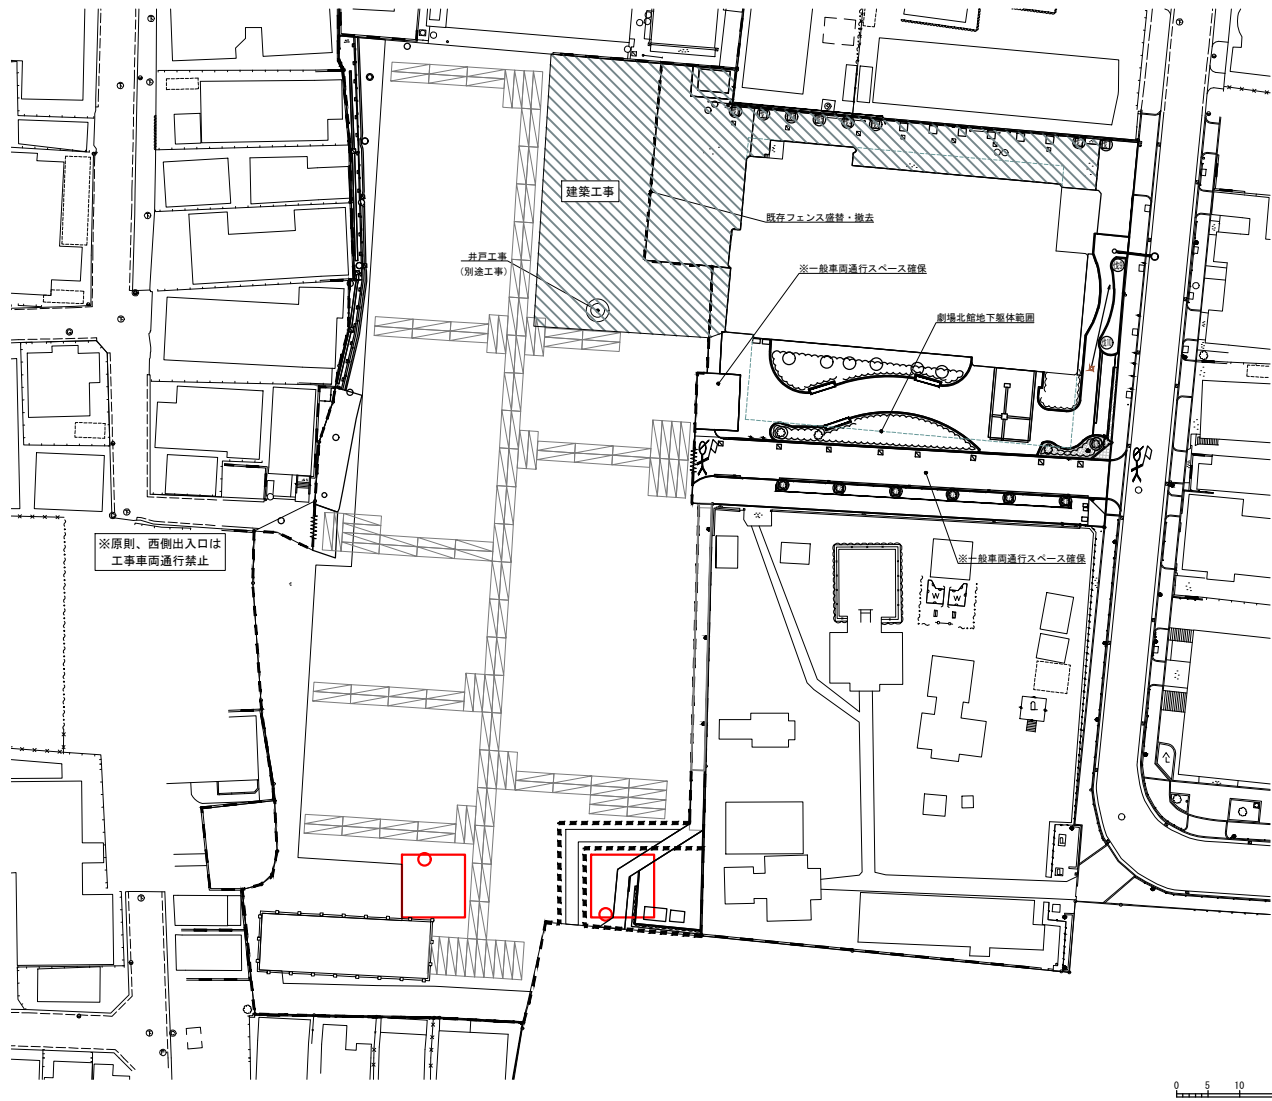 建築工事
既存フェンス盛替・撤去
井戸工事
(別途工事)
※一般車両通行スペース確保
劇場北館地下躯体範囲
※原則、西側出入口は
工事車両通行禁止
※一般車両通行スペース確保
W W
0 5 10